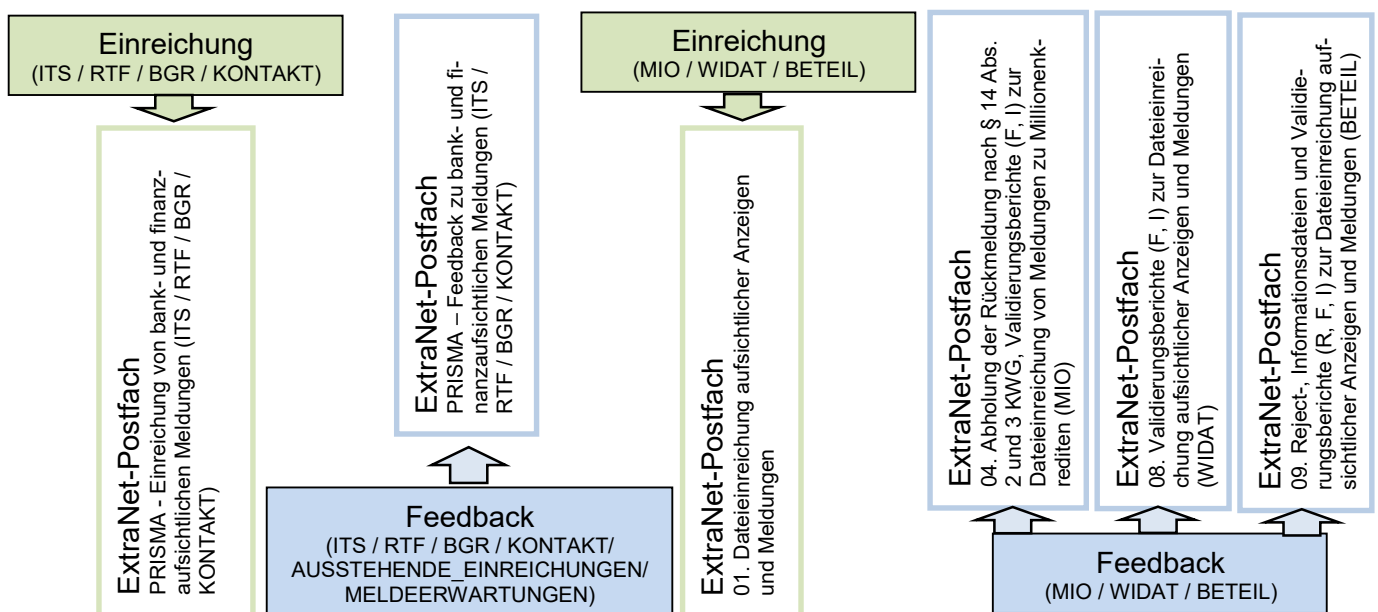 Einreichung
(ITS / RTF / BGR / KONTAKT)
ExtraNet-Postfach
PRISMA - Einreichung von bank- und finanz-
aufsichtlichen Meldungen (ITS / RTF / BGR /
KONTAKT)
ExtraNet-Postfach
PRISMA – Feedback zu bank- und fi-
nanzaufsichtlichen Meldungen (ITS /
RTF / BGR / KONTAKT)
Feedback
(ITS / RTF / BGR / KONTAKT/
AUSSTEHENDE_EINREICHUNGEN/
MELDEERWARTUNGEN)
Einreichung
(MIO / WIDAT / BETEIL)
ExtraNet-Postfach
01. Dateieinreichung aufsichtlicher Anzeigen
und Meldungen
ExtraNet-Postfach
04. Abholung der Rückmeldung nach § 14 Abs.
2 und 3 KWG, Validierungsberichte (F, I) zur
Dateieinreichung von Meldungen zu Millionenk-
rediten (MIO)
ExtraNet-Postfach
08. Validierungsberichte (F, I) zur Dateieinrei-
chung aufsichtlicher Anzeigen und Meldungen
(WIDAT)
ExtraNet-Postfach
09. Reject-, Informationsdateien und Validie-
rungsberichte (R, F, I) zur Dateieinreichung auf-
sichtlicher Anzeigen und Meldungen (BETEIL)
Feedback
(MIO / WIDAT / BETEIL)